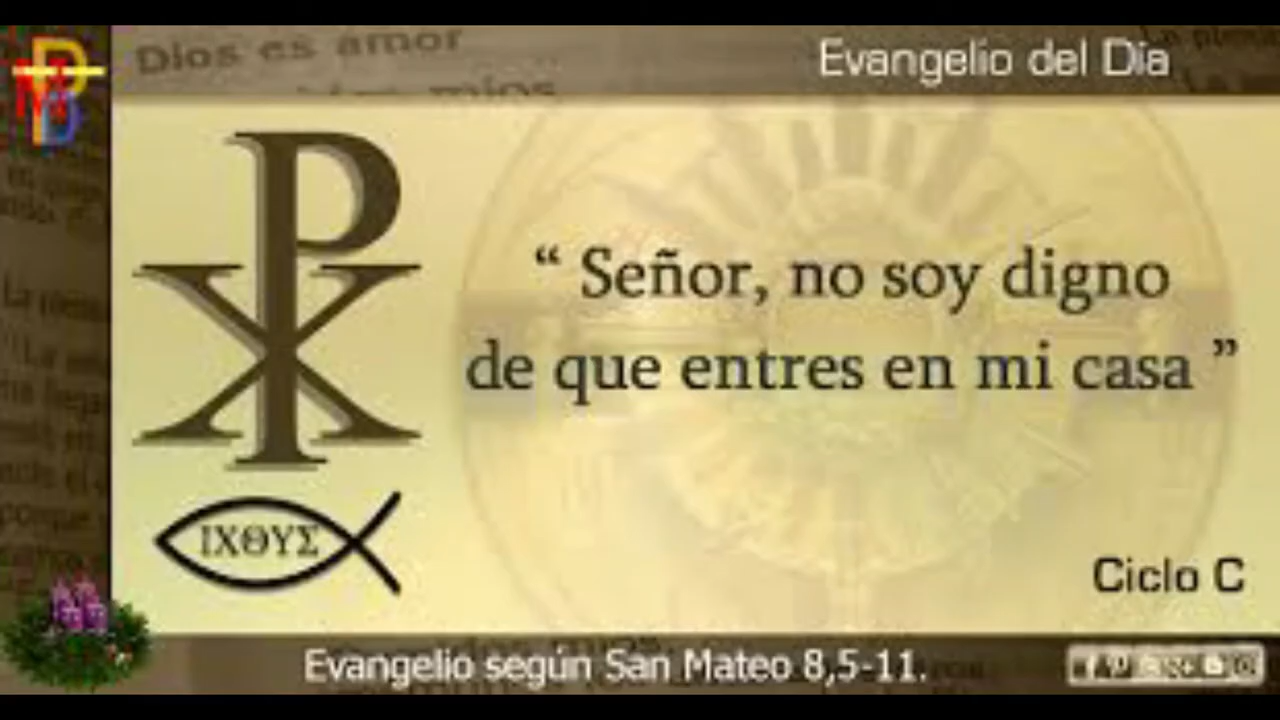 Dios es amor
Evangelio del Día
“ Señor, no soy digno
de que entres en mi casa ”
ΙΧΘΥΣ
Ciclo C
Evangelio según San Mateo 8,5-11.